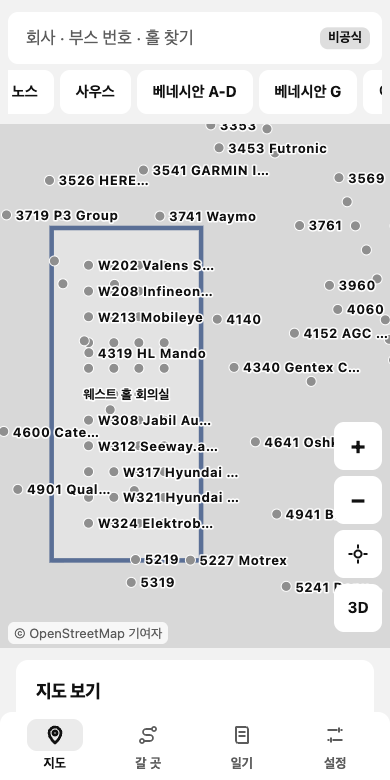 회사 · 부스 번호 · 홀 찾기
비공식
노스
사우스
베네시안 A-D
베네시안 G
3353
3453 Futronic
3541 GARMIN I...
3526 HERE...
3569
3719 P3 Group
3741 Waymo
3761
W202 Valens S...
W208 Infineon...
3960
W213 Mobileye
4140
4060
4152 AGC ...
4319 HL Mando
4340 Gentex C...
웨스트 홀 회의실
W308 Jabil Au...
4600 Cate...
W312 Seeway.a...
4641 Oshk
W317 Hyundai ...
4901 Qual...
W321 Hyundai ...
4941 B
W324 Elektrob...
5219
5227 Motrex
5319
5241
+
−
3D
© OpenStreetMap 기여자
지도 보기
지도
갈 곳
일기
설정